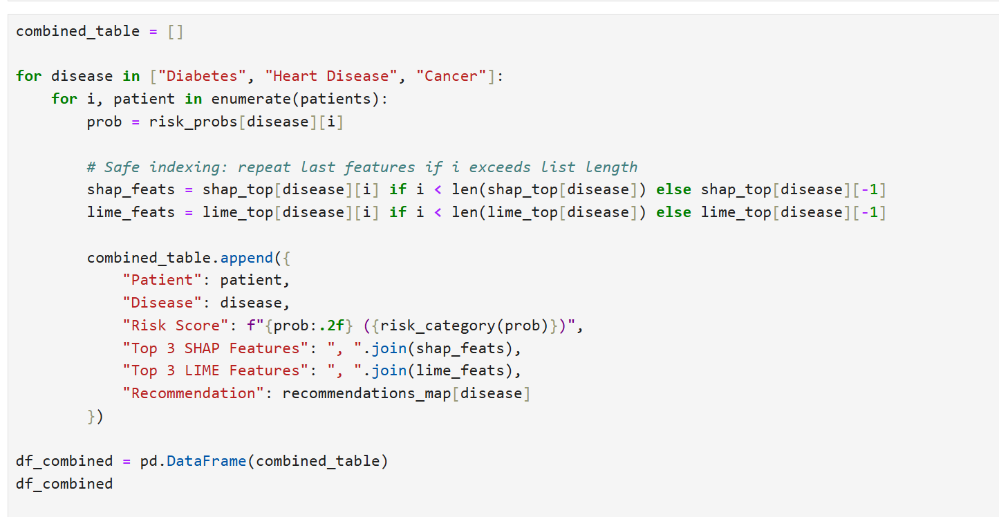 combined_table = []
for disease in ["Diabetes", "Heart Disease", "Cancer"]:
    for i, patient in enumerate(patients):
        prob = risk_probs[disease][i]
        # Safe indexing: repeat last features if i exceeds list length
        shap_feats = shap_top[disease][i] if i < len(shap_top[disease]) else shap_top[disease][-1]
        lime_feats = lime_top[disease][i] if i < len(lime_top[disease]) else lime_top[disease][-1]
        combined_table.append({
            "Patient": patient,
            "Disease": disease,
            "Risk Score": f"{prob:.2f} ({risk_category(prob)})",
            "Top 3 SHAP Features": ", ".join(shap_feats),
            "Top 3 LIME Features": ", ".join(lime_feats),
            "Recommendation": recommendations_map[disease]
        })
df_combined = pd.DataFrame(combined_table)
df_combined